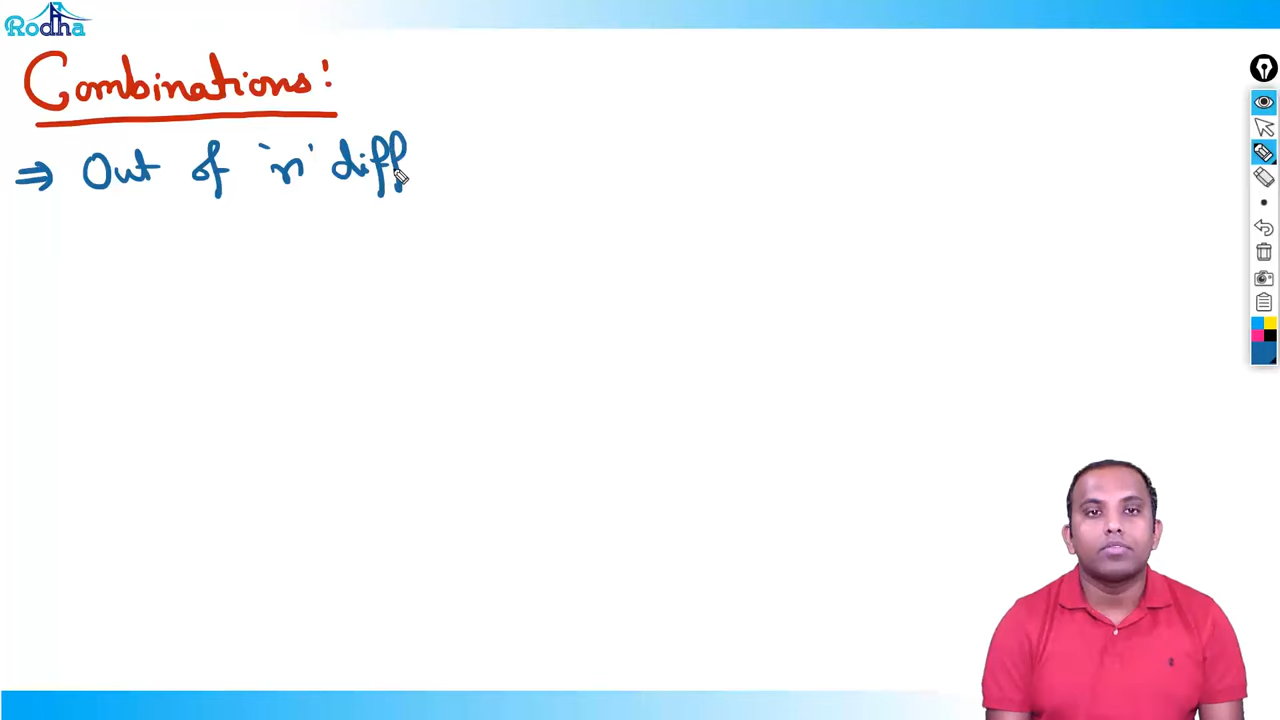 Rodha
Combinations:
⇒ Out of 'n' diff